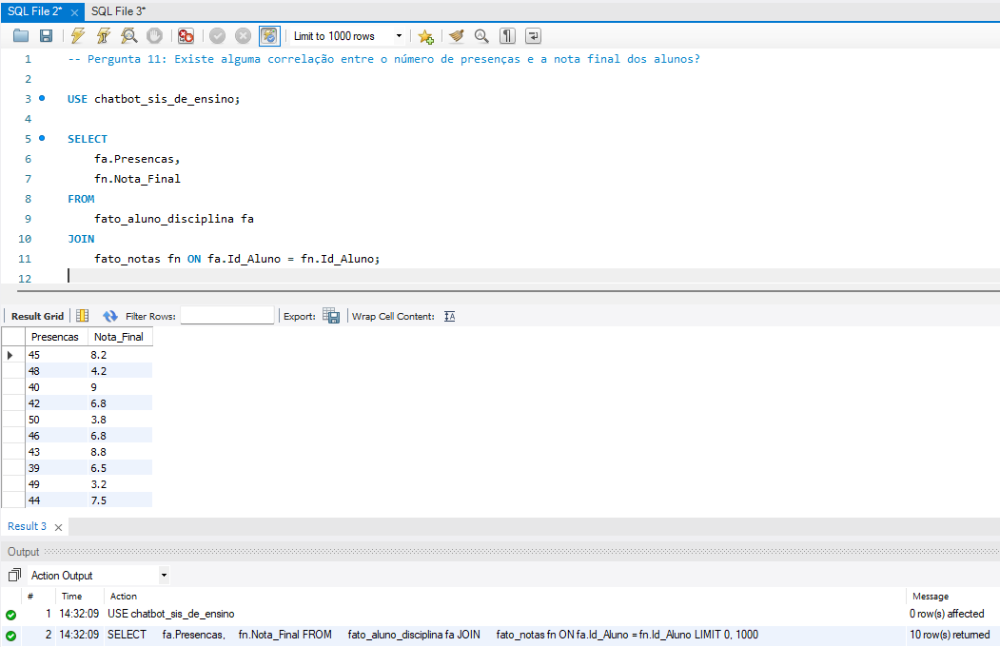 SQL File 2* SQL File 3*
Limit to 1000 rows
1 -- Pergunta 11: Existe alguma correlação entre o número de presenças e a nota final dos alunos?
2
3 USE chatbot_sis_de_ensino;
4
5 SELECT
6 fa.Presencas,
7 fn.Nota_Final
8 FROM
9 fato_aluno_disciplina fa
10 JOIN
11 fato_notas fn ON fa.Id_Aluno = fn.Id_Aluno;
12
Result Grid Filter Rows: Export: Wrap Cell Content: IA
Presencas Nota_Final
45 8.2
48 4.2
40 9
42 6.8
50 3.8
46 6.8
43 8.8
39 6.5
49 3.2
44 7.5
Result 3
Output
Action Output
# Time Action Message
1 14:32:09 USE chatbot_sis_de_ensino 0 row(s) affected
2 14:32:09 SELECT fa.Presencas, fn.Nota_Final FROM fato_aluno_disciplina fa JOIN fato_notas fn ON fa.Id_Aluno = fn.Id_Aluno LIMIT 0, 1000 10 row(s) returned